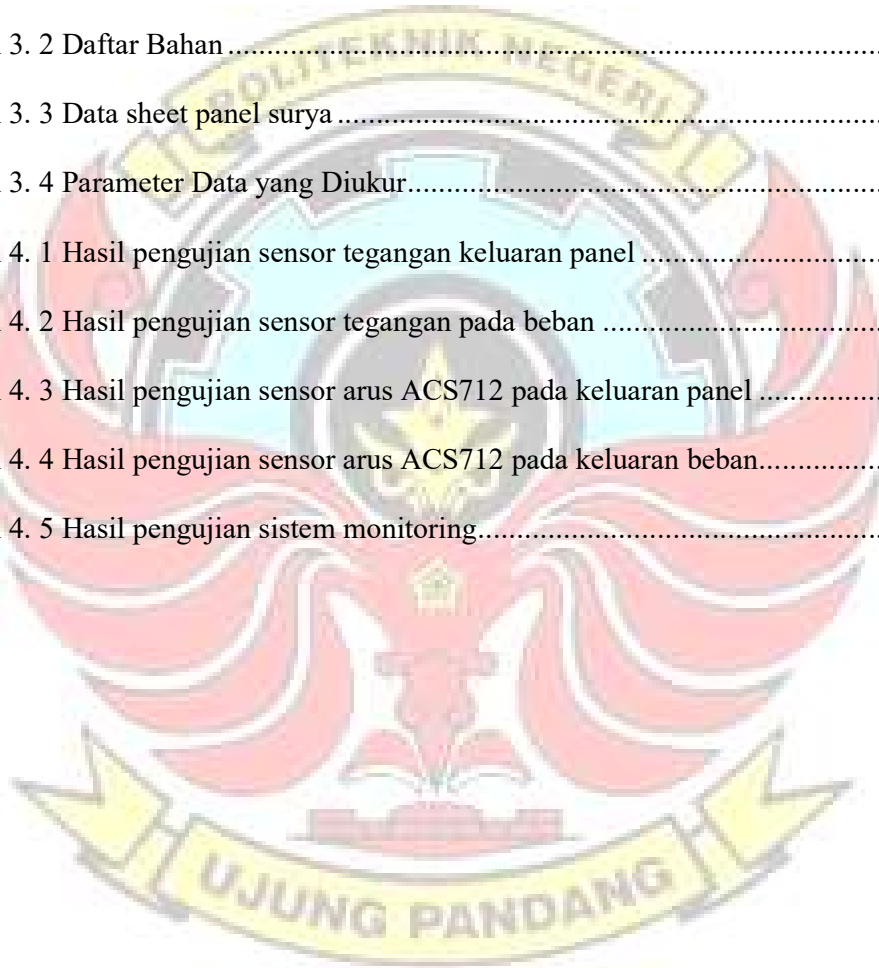 POLITEKNIK NEGERI
l 3. 2 Daftar Bahan ....................................................................................
l 3. 3 Data sheet panel surya ......................................................................
l 3. 4 Parameter Data yang Diukur.............................................................
l 4. 1 Hasil pengujian sensor tegangan keluaran panel ..............................
l 4. 2 Hasil pengujian sensor tegangan pada beban ...................................
l 4. 3 Hasil pengujian sensor arus ACS712 pada keluaran panel ................
l 4. 4 Hasil pengujian sensor arus ACS712 pada keluaran beban................
l 4. 5 Hasil pengujian sistem monitoring....................................................
UJUNG PANDANG